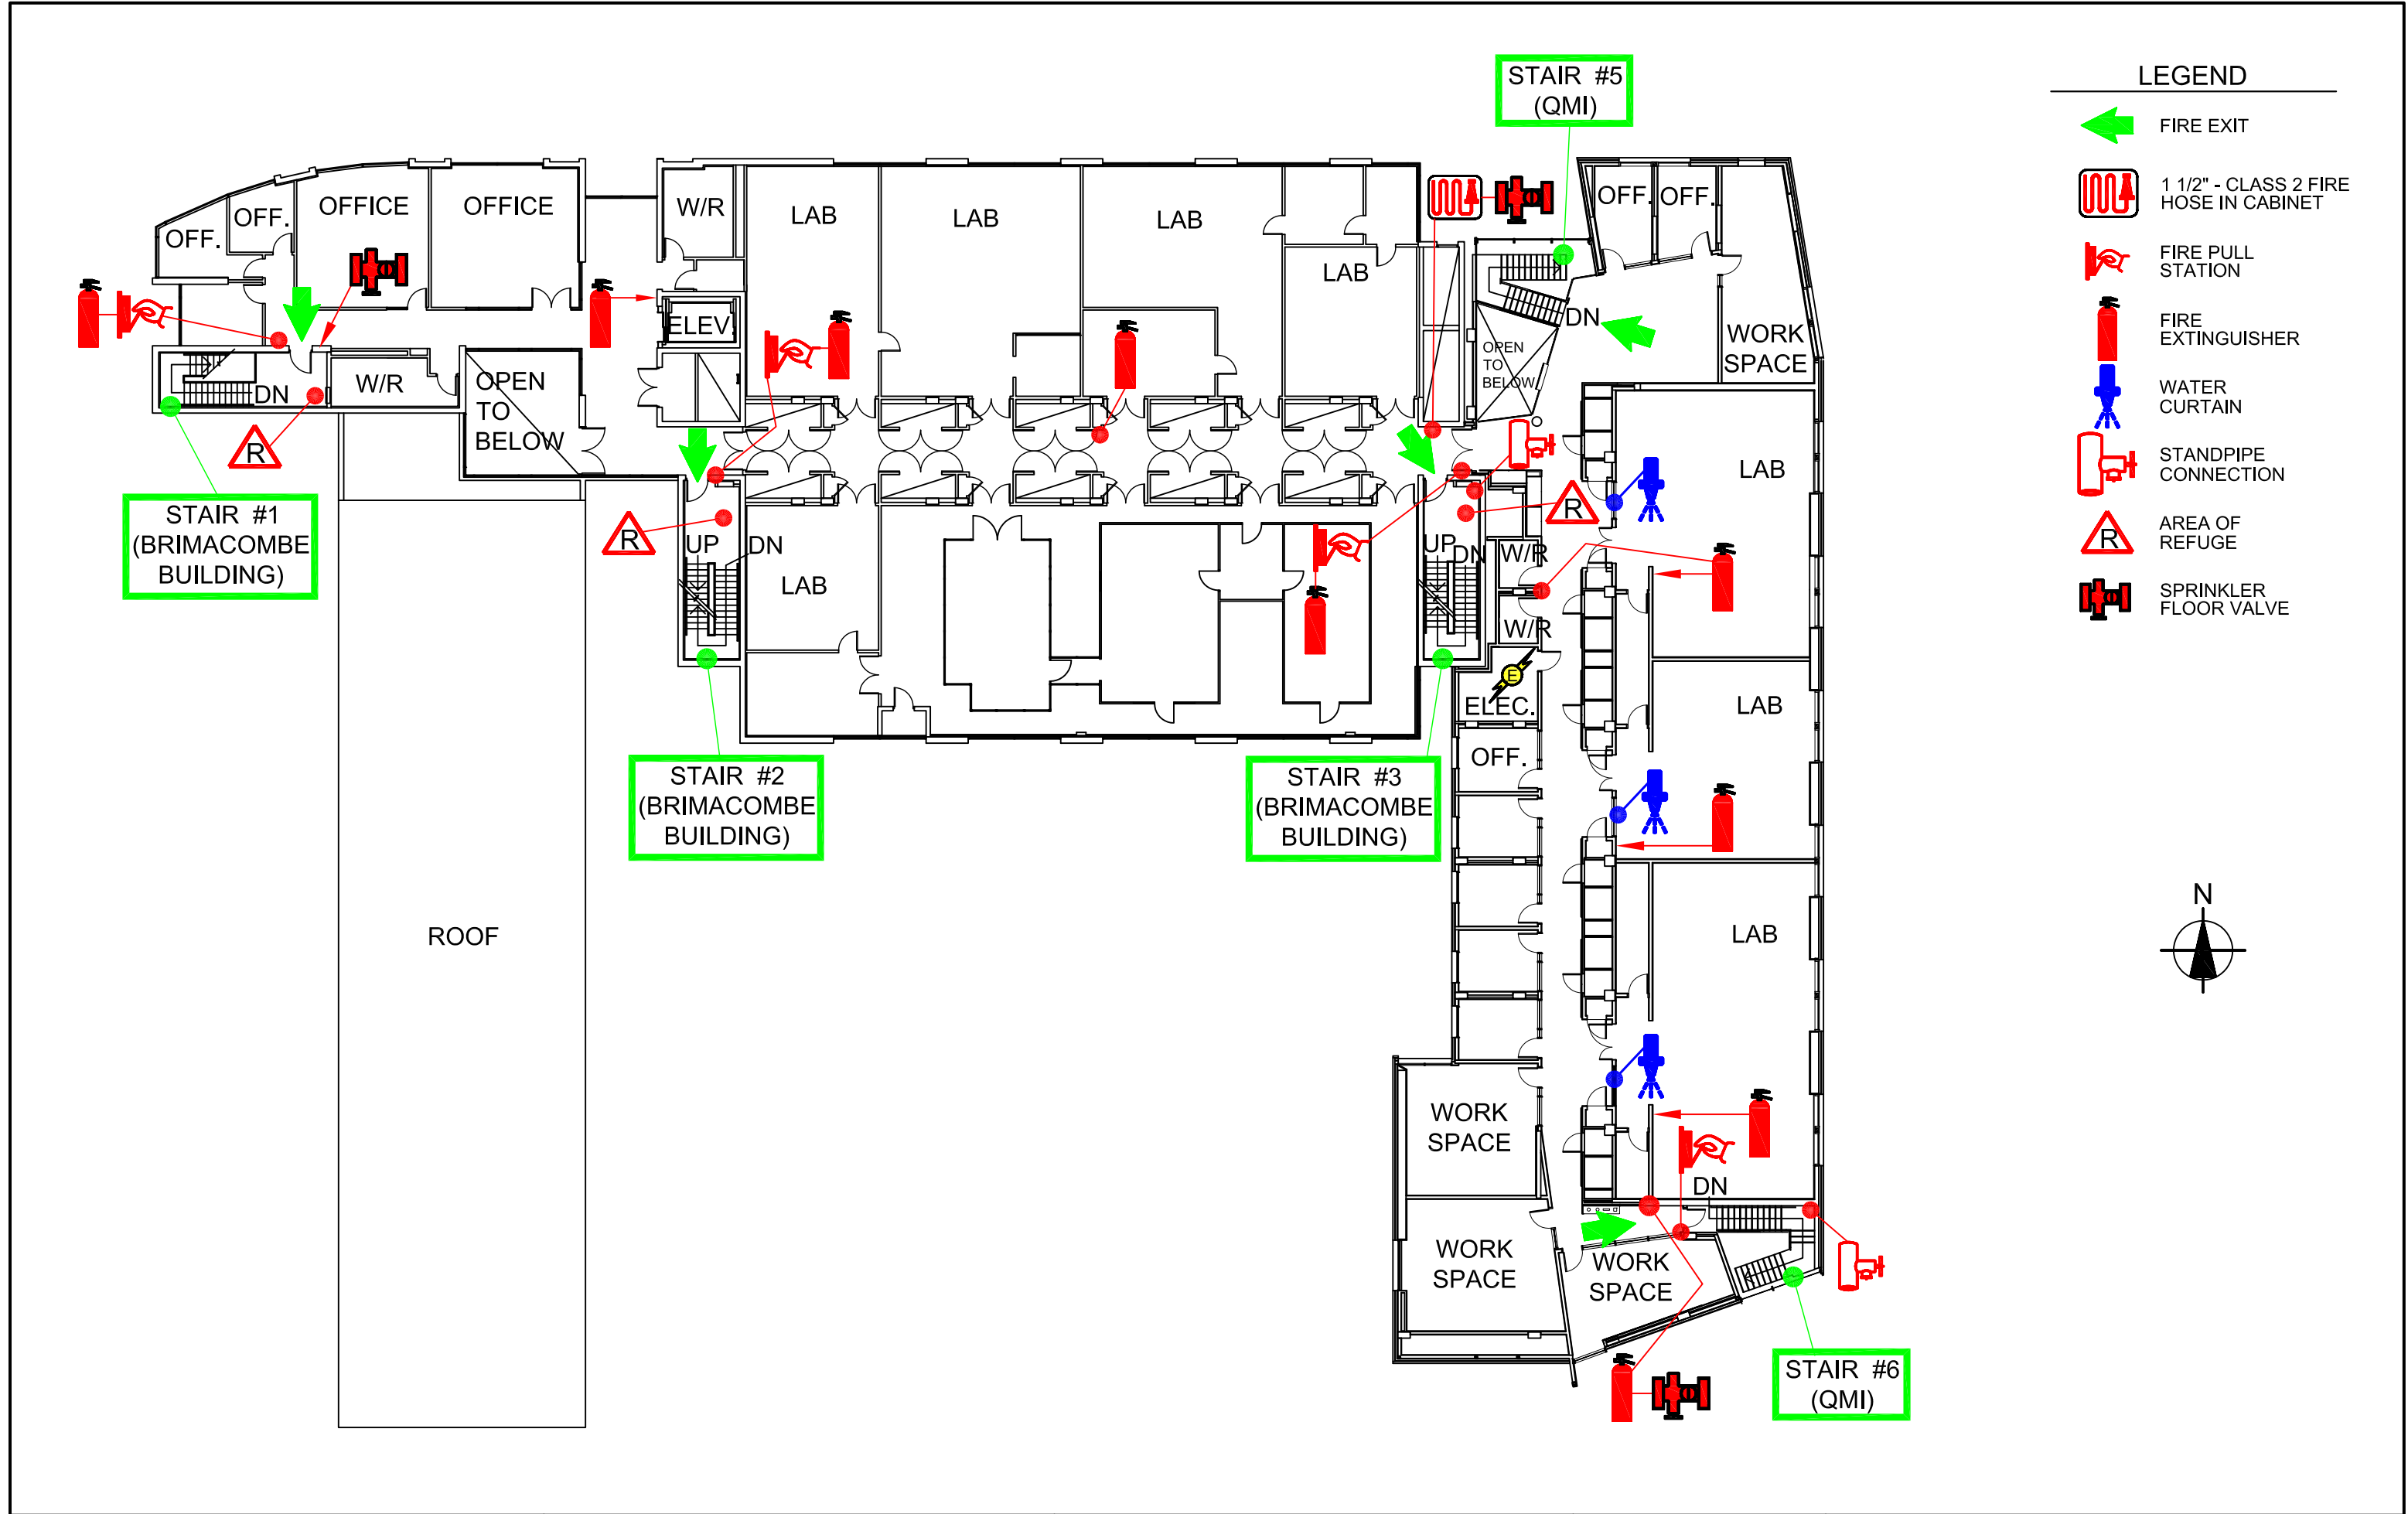 STAIR #5
(QMI)
LEGEND
FIRE EXIT
1 1/2" - CLASS 2 FIRE
HOSE IN CABINET
FIRE PULL
STATION
FIRE
EXTINGUISHER
WATER
CURTAIN
STANDPIPE
CONNECTION
R
AREA OF
REFUGE
SPRINKLER
FLOOR VALVE
N
OFF.
OFF.
OFFICE
OFFICE
W/R
LAB
LAB
LAB
LAB
OFF.
OFF.
WORK
SPACE
ELEV.
DN
OPEN
TO
BELOW
DN
W/R
OPEN
TO
BELOW
R
STAIR #1
(BRIMACOMBE
BUILDING)
R
UP
DN
LAB
UP
DN
R
W/R
W/R
LAB
E
ELEC.
LAB
OFF.
STAIR #2
(BRIMACOMBE
BUILDING)
STAIR #3
(BRIMACOMBE
BUILDING)
ROOF
LAB
WORK
SPACE
DN
WORK
SPACE
WORK
SPACE
STAIR #6
(QMI)